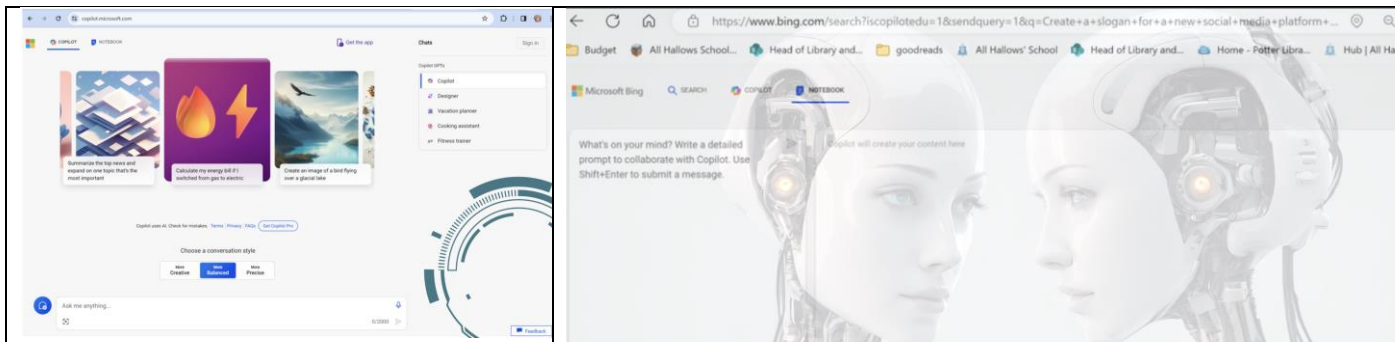 copilot.microsoft.com
COPILOT NOTEBOOK
Get the app
Chats
Sign in
Copilot GPTs
Copilot
Designer
Vacation planner
Cooking assistant
Fitness trainer
Summarize the top news and
expand on one topic that's the
most important
Calculate my energy bill if I
switched from gas to electric
Create an image of a bird flying
over a glacial lake
Copilot uses AI. Check for mistakes. Terms | Privacy | FAQs Get Copilot Pro
Choose a conversation style
More Creative
More Balanced
More Precise
Ask me anything...
0/2000
Feedback
https://www.bing.com/search?iscopilotedu=1&sendquery=1&q=Create+a+slogan+for+a+new+social+media+platform+...
Budget All Hallows School... Head of Library and... goodreads All Hallows' School Head of Library and... Home - Potter Libra... Hub | All Ha
Microsoft Bing SEARCH COPILOT NOTEBOOK
What's on your mind? Write a detailed
prompt to collaborate with Copilot. Use
Shift+Enter to submit a message.
Copilot will create your content here